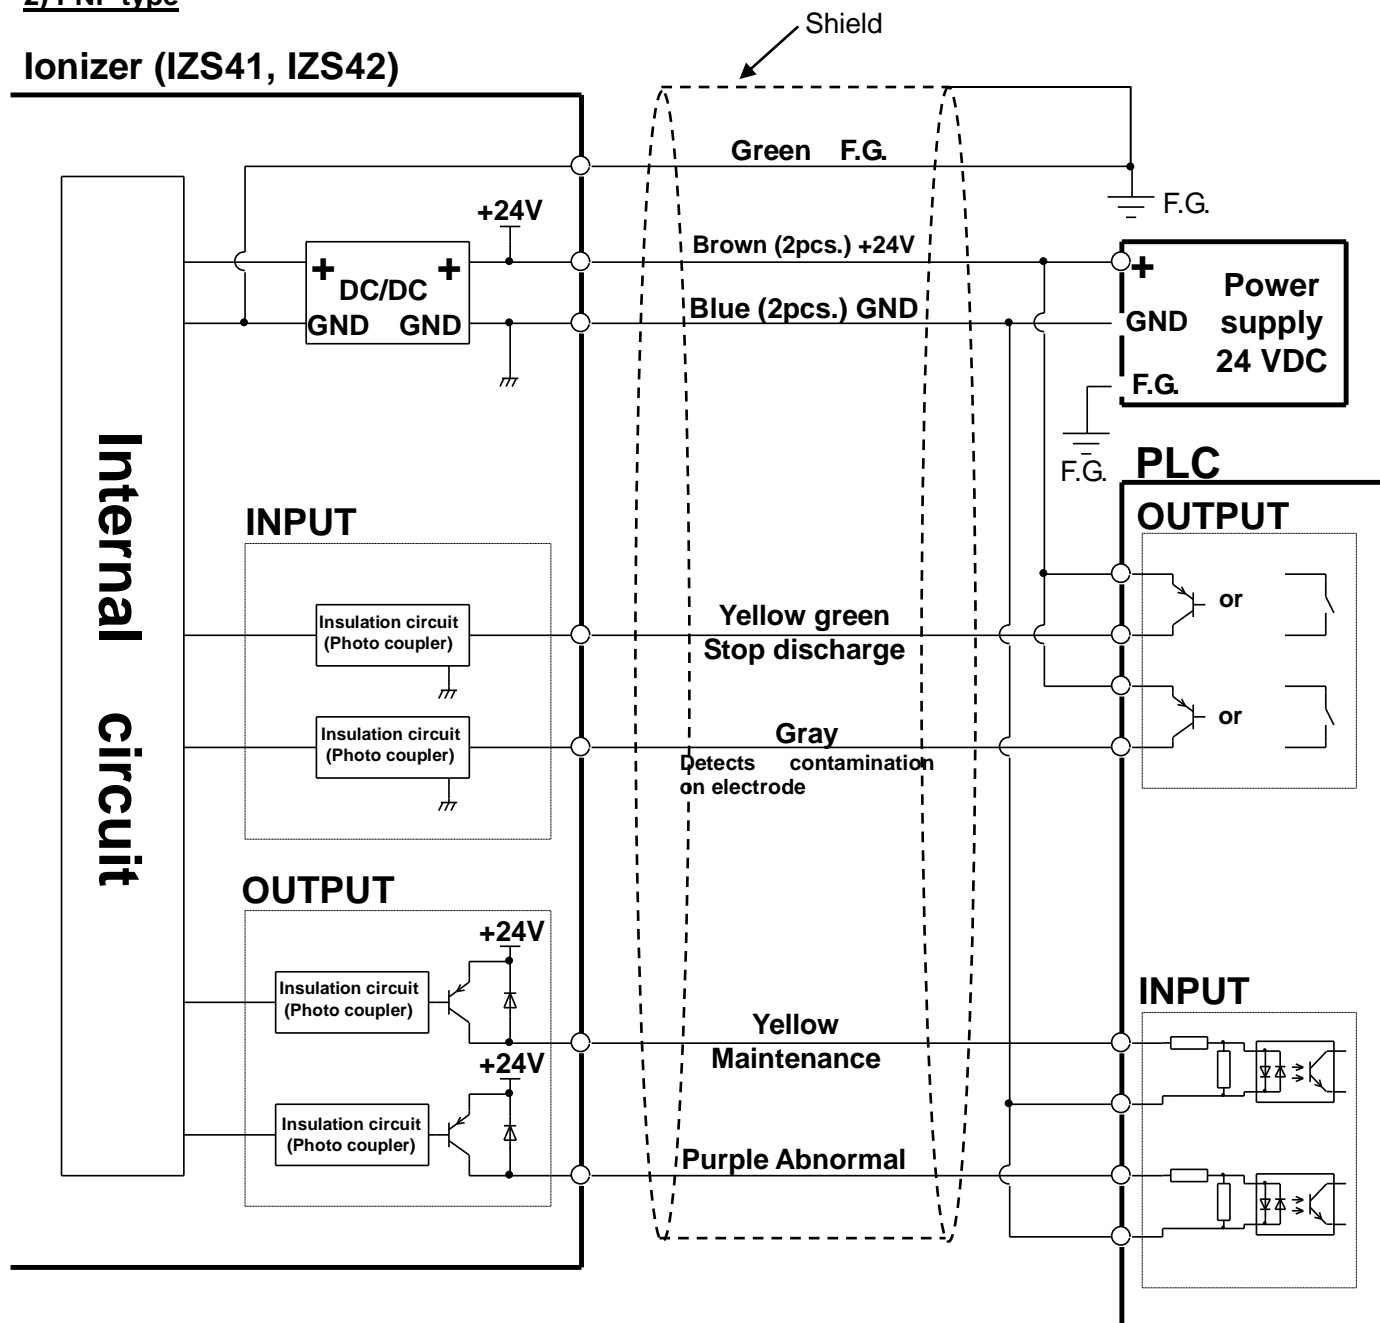 2) PNP type
Shield
Ionizer (IZS41, IZS42)
Green F.G.
F.G.
+24V
Brown (2pcs.) +24V
+ DC/DC +
GND GND
Blue (2pcs.) GND
+
GND
F.G.
Power
supply
24 VDC
F.G.
PLC
Internal circuit
INPUT
OUTPUT
Insulation circuit
(Photo coupler)
Yellow green
Stop discharge
or
Insulation circuit
(Photo coupler)
Gray
Detects contamination
on electrode
or
OUTPUT
+24V
Insulation circuit
(Photo coupler)
Yellow
Maintenance
INPUT
+24V
Insulation circuit
(Photo coupler)
Purple Abnormal